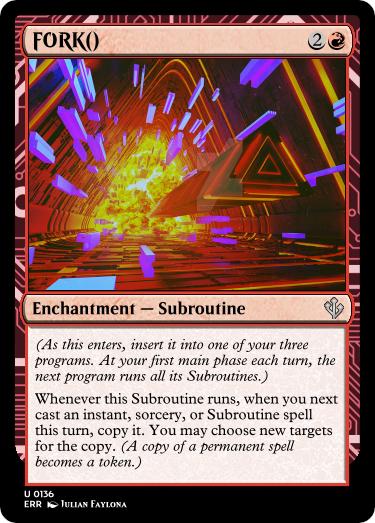 FORK() 2
Enchantment — Subroutine
(As this enters, insert it into one of your three
programs. At your first main phase each turn, the
next program runs all its Subroutines.)
Whenever this Subroutine runs, when you next
cast an instant, sorcery, or Subroutine spell
this turn, copy it. You may choose new targets
for the copy. (A copy of a permanent spell
becomes a token.)
U 0136
ERR Julian Faylona